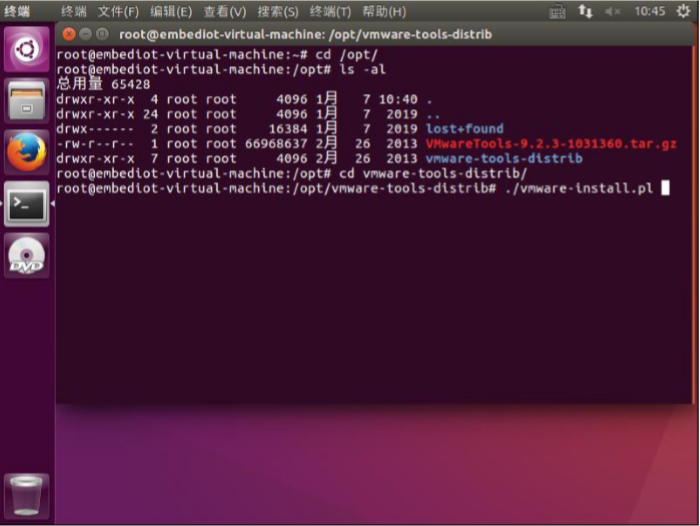 终端 终端 文件(F) 编辑(E) 查看(V) 搜索(S) 终端(T) 帮助(H) 10:45
root@embediot-virtual-machine: /opt/vmware-tools-distrib
root@embediot-virtual-machine:~# cd /opt/
root@embediot-virtual-machine:/opt# ls -al
总用量 65428
drwxr-xr-x 4 root root 4096 1月 7 10:40 .
drwxr-xr-x 24 root root 4096 1月 7 2019 ..
drwx------ 2 root root 16384 1月 7 2019 lost+found
-rw-r--r-- 1 root root 66968637 2月 26 2013 VMwareTools-9.2.3-1031360.tar.gz
drwxr-xr-x 7 root root 4096 2月 26 2013 vmware-tools-distrib
root@embediot-virtual-machine:/opt# cd vmware-tools-distrib/
root@embediot-virtual-machine:/opt/vmware-tools-distrib# ./vmware-install.pl
DVD